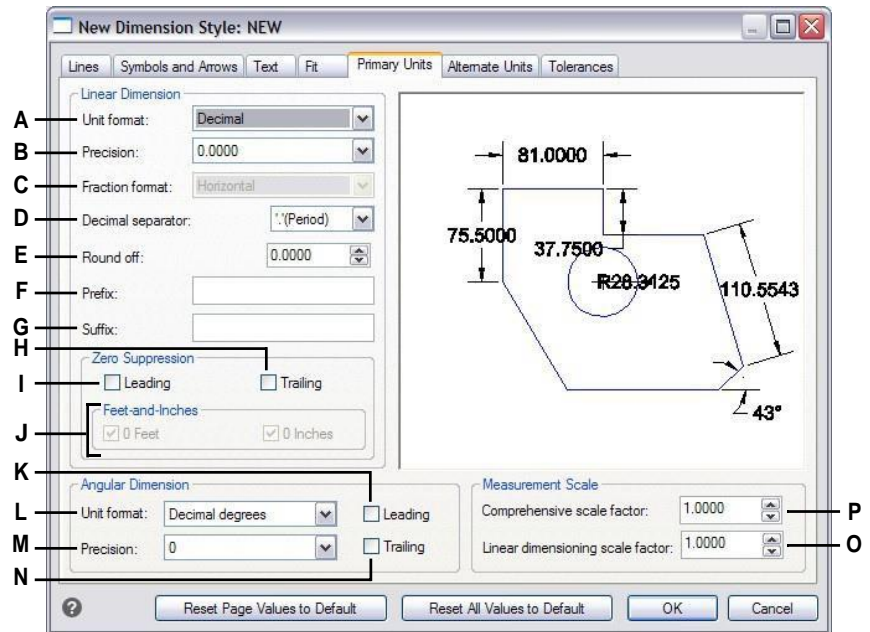 New Dimension Style: NEW
Lines Symbols and Arrows Text Fit Primary Units Alternate Units Tolerances
Linear Dimension
A Unit format: Decimal
B Precision: 0.0000
C Fraction format: Horizontal
D Decimal separator: '.'(Period)
E Round off: 0.0000
F Prefix:
G Suffix:
H
Zero Suppression
I Leading Trailing
Feet-and-Inches
J 0 Feet 0 Inches
81.0000
75.5000
37.7500
R28.3125
110.5543
43°
K
Angular Dimension
L Unit format: Decimal degrees Leading
M Precision: 0 Trailing
N
Measurement Scale
Comprehensive scale factor: 1.0000 P
Linear dimensioning scale factor: 1.0000 O
? Reset Page Values to Default Reset All Values to Default OK Cancel